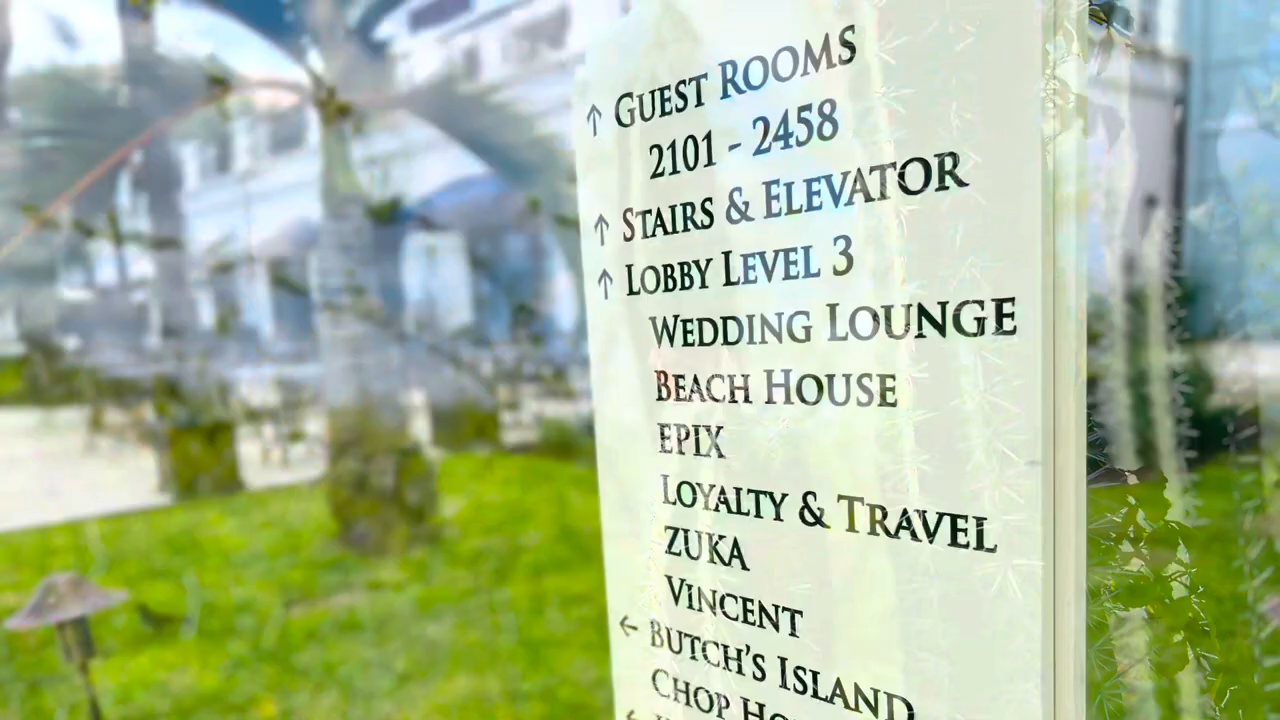 ↑ GUEST ROOMS
2101 - 2458
↑ STAIRS & ELEVATOR
↑ LOBBY LEVEL 3
WEDDING LOUNGE
BEACH HOUSE
EPIX
LOYALTY & TRAVEL
ZUKA
VINCENT
← BUTCH'S ISLAND
CHOP